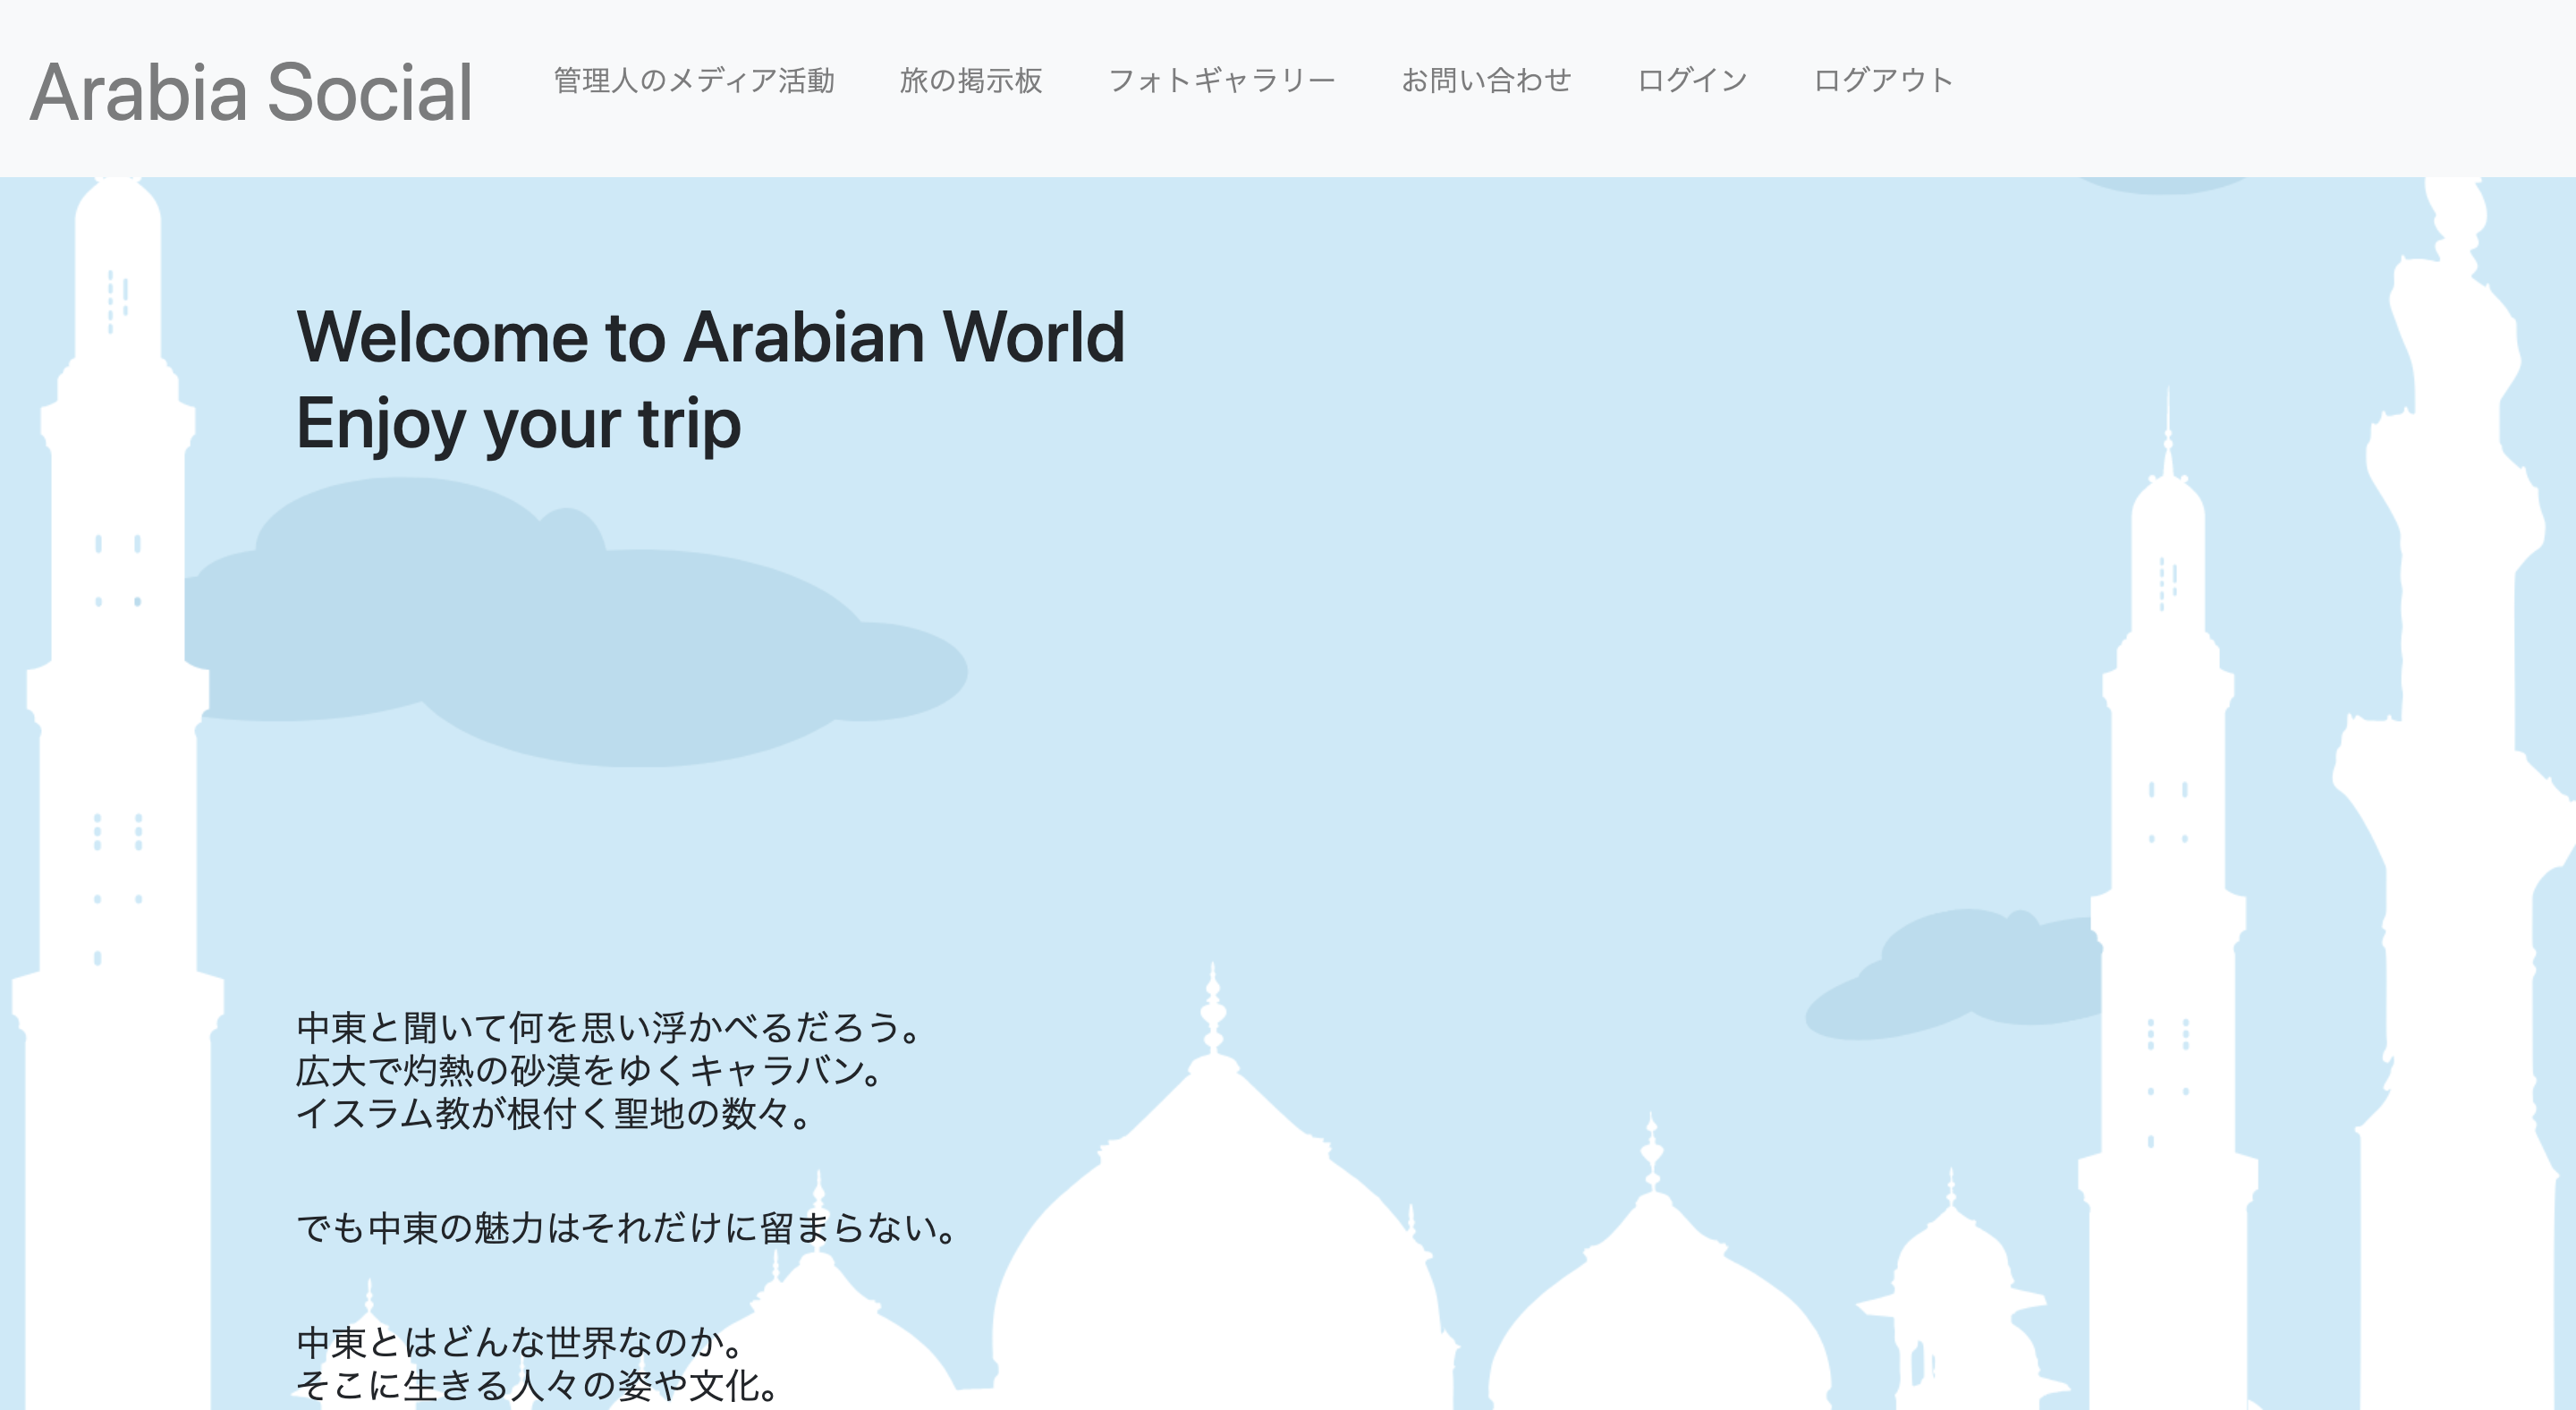 Arabia Social
管理人のメディア活動
旅の掲示板
フォトギャラリー
お問い合わせ
ログイン
ログアウト
Welcome to Arabian World
Enjoy your trip
中東と聞いて何を思い浮かべるだろう。
広大で灼熱の砂漠をゆくキャラバン。
イスラム教が根付く聖地の数々。
でも中東の魅力はそれだけに留まらない。
中東とはどんな世界なのか。
そこに生きる人々の姿や文化。